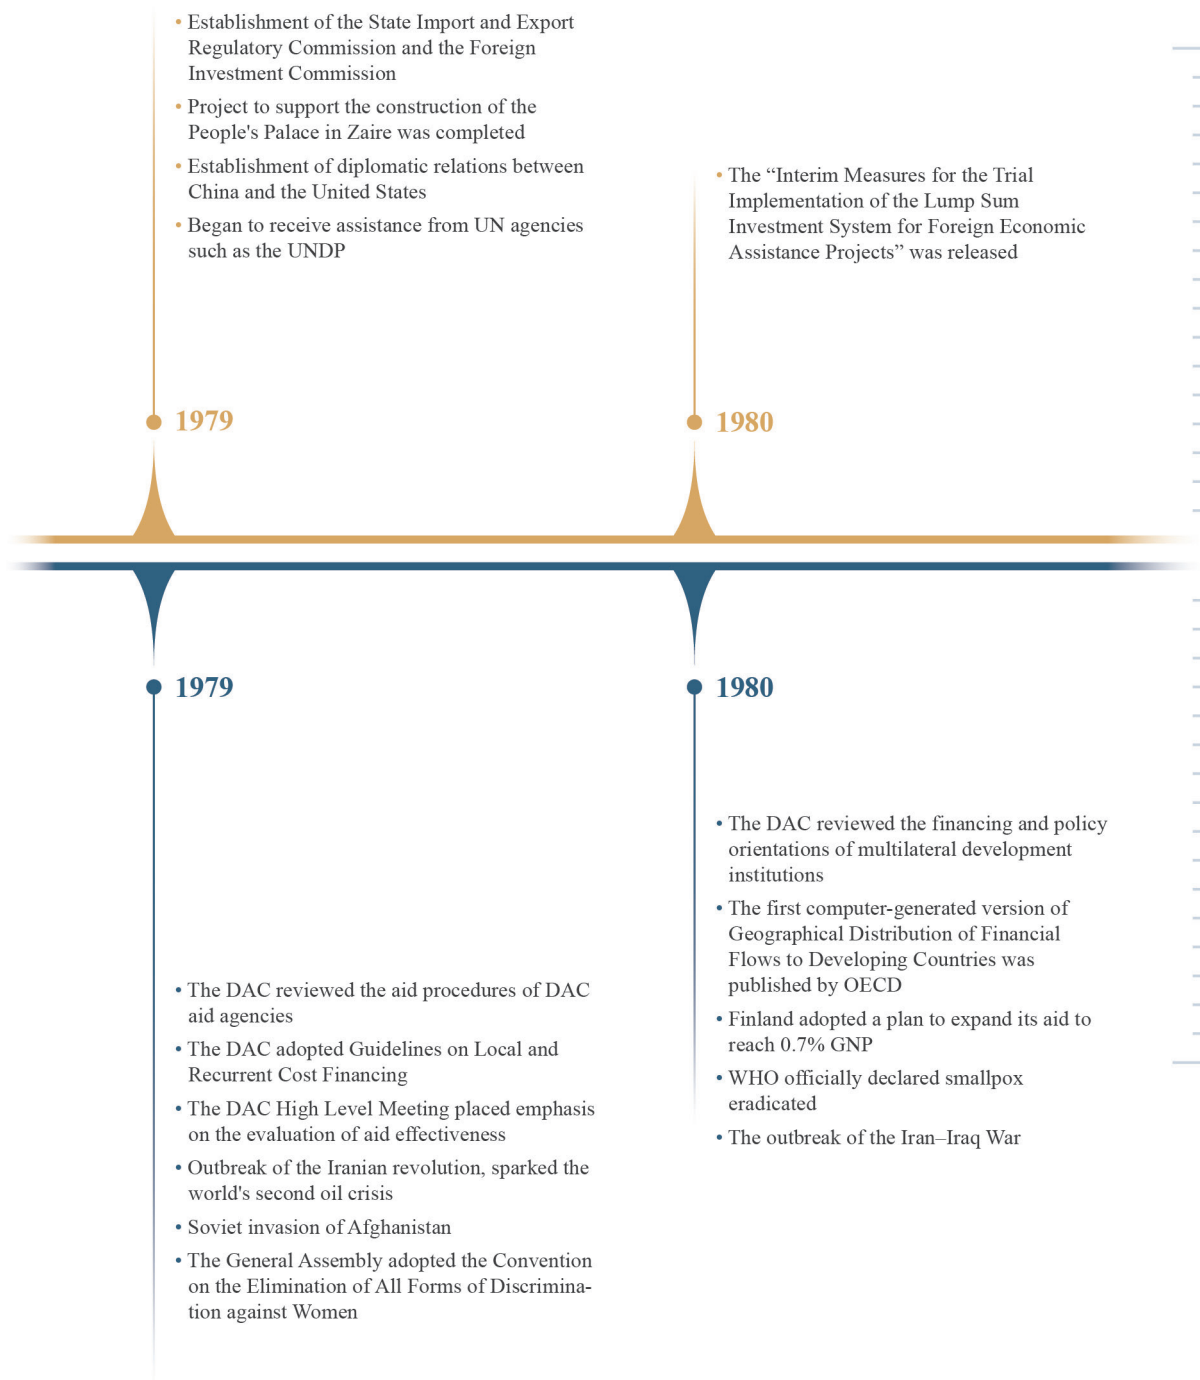 • Establishment of the State Import and Export
Regulatory Commission and the Foreign
Investment Commission
• Project to support the construction of the
People's Palace in Zaire was completed
• Establishment of diplomatic relations between
China and the United States
• Began to receive assistance from UN agencies
such as the UNDP
1979
• The “Interim Measures for the Trial
Implementation of the Lump Sum
Investment System for Foreign Economic
Assistance Projects” was released
1980
1979
• The DAC reviewed the aid procedures of DAC
aid agencies
• The DAC adopted Guidelines on Local and
Recurrent Cost Financing
• The DAC High Level Meeting placed emphasis
on the evaluation of aid effectiveness
• Outbreak of the Iranian revolution, sparked the
world's second oil crisis
• Soviet invasion of Afghanistan
• The General Assembly adopted the Convention
on the Elimination of All Forms of Discrimina-
tion against Women
1980
• The DAC reviewed the financing and policy
orientations of multilateral development
institutions
• The first computer-generated version of
Geographical Distribution of Financial
Flows to Developing Countries was
published by OECD
• Finland adopted a plan to expand its aid to
reach 0.7% GNP
• WHO officially declared smallpox
eradicated
• The outbreak of the Iran–Iraq War